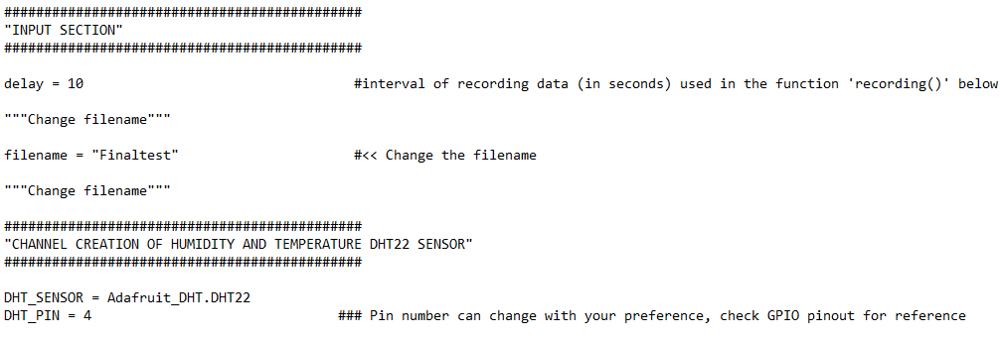 #############################################
"INPUT SECTION"
#############################################
delay = 10 #interval of recording data (in seconds) used in the function 'recording()' below
"""Change filename"""
filename = "Finaltest" #<< Change the filename
"""Change filename"""
#############################################
"CHANNEL CREATION OF HUMIDITY AND TEMPERATURE DHT22 SENSOR"
#############################################
DHT_SENSOR = Adafruit_DHT.DHT22
DHT_PIN = 4 ### Pin number can change with your preference, check GPIO pinout for reference